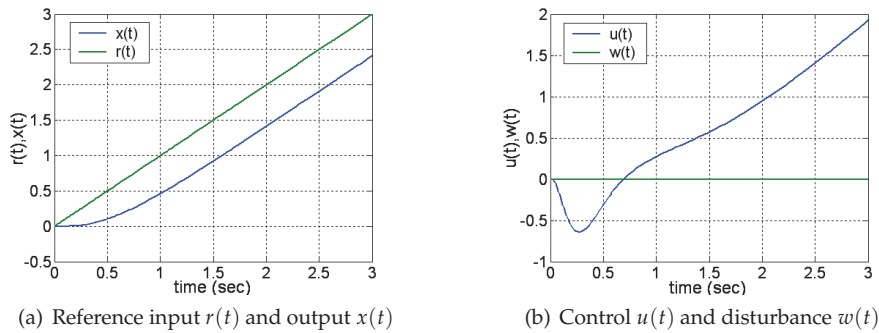 3
2.5
2
1.5
1
0.5
0
-0.5
r(t),x(t)
x(t)
r(t)
0 0.5 1 1.5 2 2.5 3
time (sec)
(a) Reference input r(t) and output x(t)
2
1.5
1
0.5
0
-0.5
-1
u(t),w(t)
u(t)
w(t)
0 0.5 1 1.5 2 2.5 3
time (sec)
(b) Control u(t) and disturbance w(t)